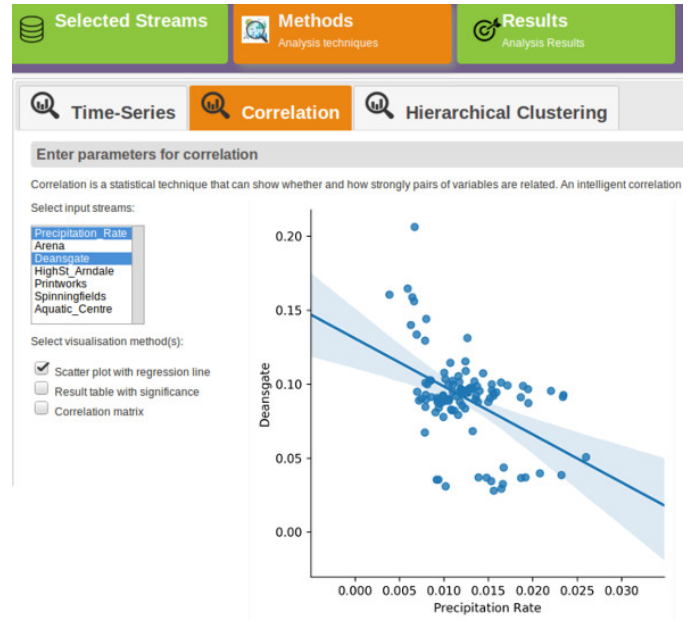 Selected Streams
Methods
Analysis techniques
Results
Analysis Results
Time-Series
Correlation
Hierarchical Clustering
Enter parameters for correlation
Correlation is a statistical technique that can show whether and how strongly pairs of variables are related. An intelligent correlation
Select input streams:
Precipitation_Rate
Arena
Deansgate
HighSt_Arndale
Printworks
Spinningfields
Aquatic_Centre
Select visualisation method(s):
Scatter plot with regression line
Result table with significance
Correlation matrix
0.20
0.15
0.10
0.05
0.00
Deansgate
0.000 0.005 0.010 0.015 0.020 0.025 0.030
Precipitation Rate